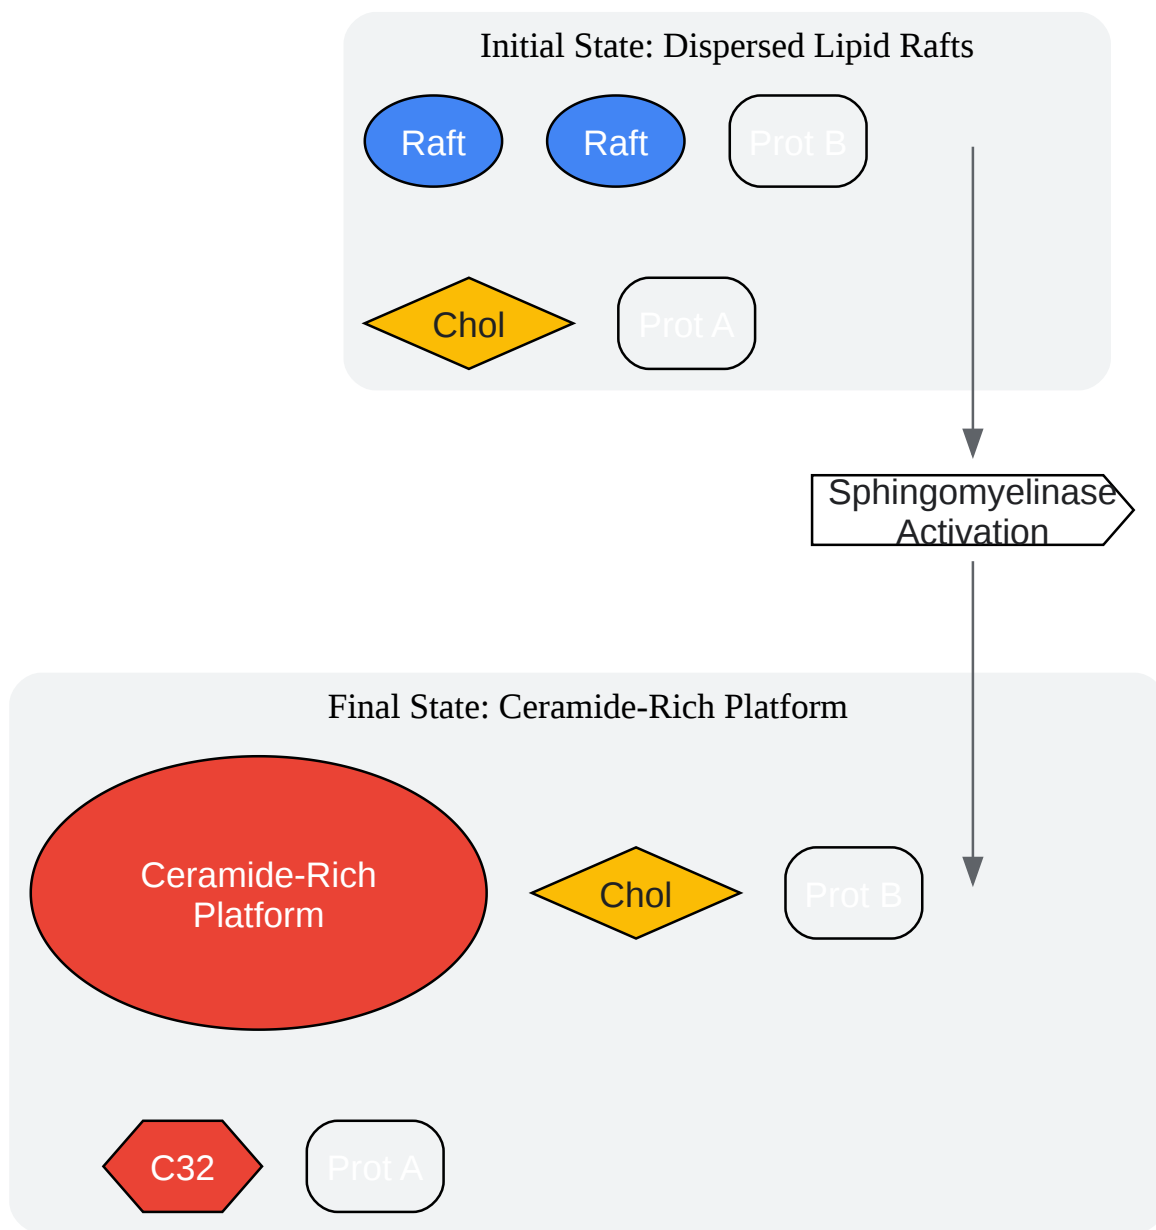 Initial State: Dispersed Lipid Rafts
Raft
Raft
Prot B
Chol
Prot A
Sphingomyelinase
Activation
Final State: Ceramide-Rich Platform
Ceramide-Rich
Platform
Chol
Prot B
C32
Prot A